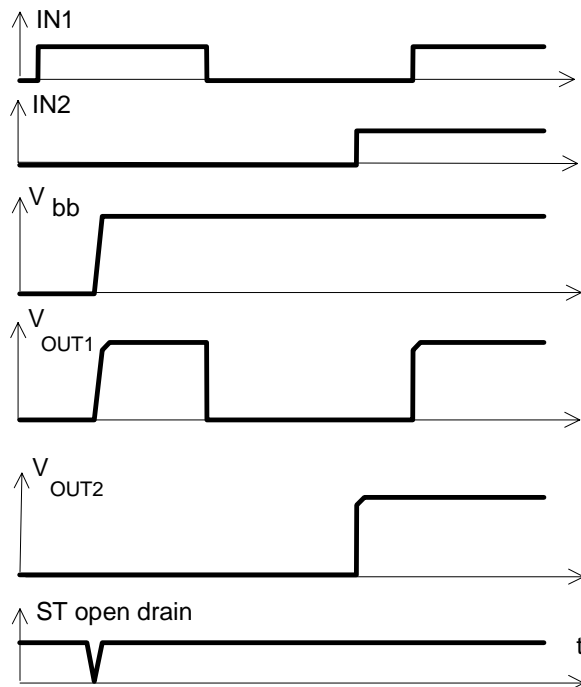 IN1
IN2
V bb
V OUT1
V OUT2
ST open drain
t